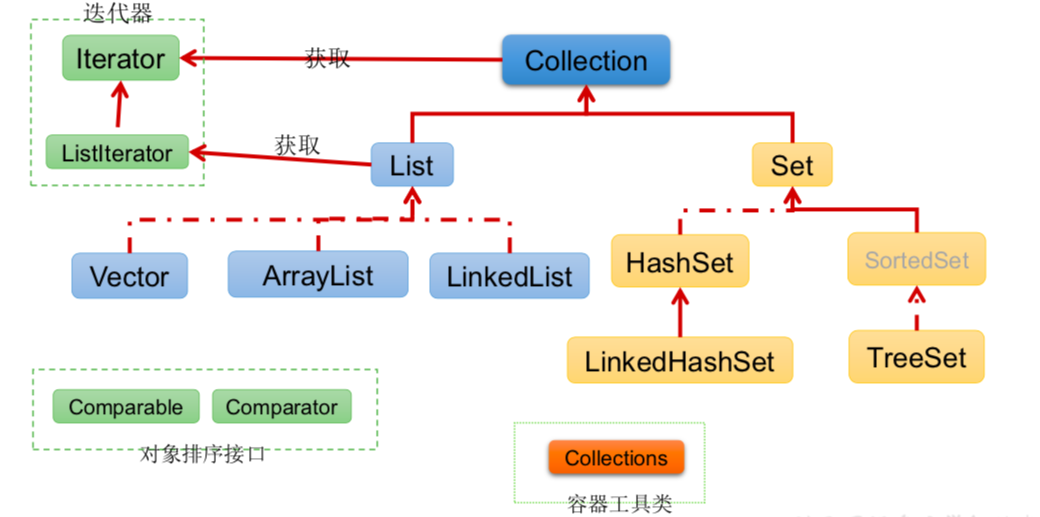 迭代器
Iterator
获取
Collection
ListIterator
获取
List
Set
Vector
ArrayList
LinkedList
HashSet
SortedSet
LinkedHashSet
TreeSet
Comparable
Comparator
对象排序接口
Collections
容器工具类